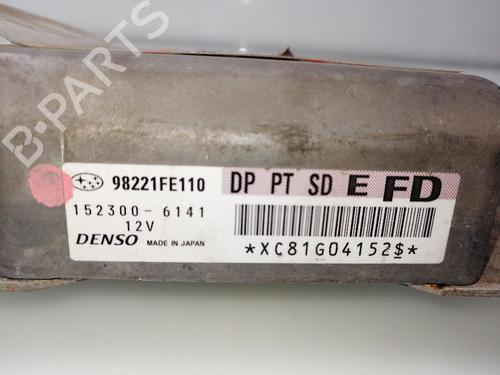 B-PARTS
98221FE110 DP PT SD E FD
152300-6141
12V
DENSO MADE IN JAPAN
*XC81G04152$*